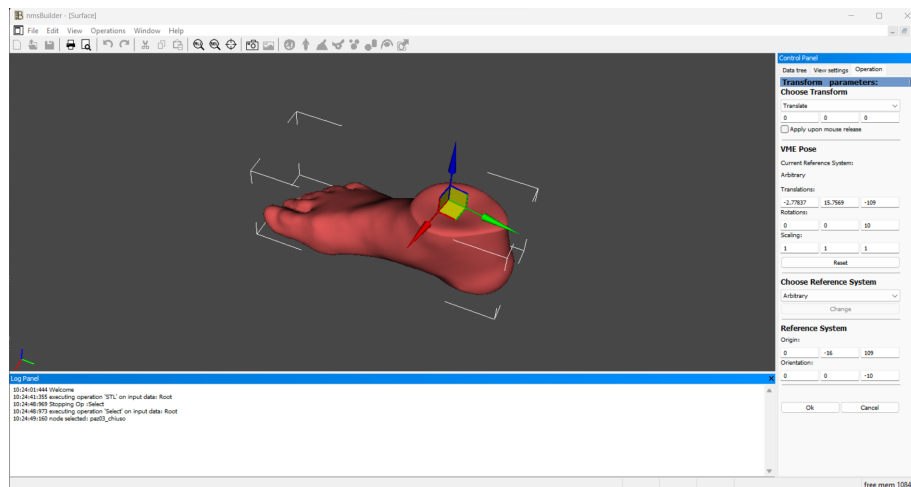 nmsBuilder - [Surface]
File Edit View Operations Window Help
Control Panel
Data tree View settings Operation
Transform parameters:
Choose Transform
Translate
0 0 0
Apply upon mouse release
VME Pose
Current Reference System:
Arbitrary
Translations:
-2.77837 15.7569 -109
Rotations:
0 0 10
Scaling:
1 1 1
Reset
Choose Reference System
Arbitrary
Change
Reference System
Origin:
0 -16 109
Orientation:
0 0 -10
Ok Cancel
Log Panel
10:24:01:444 Welcome
10:24:41:355 executing operation 'STL' on input data: Root
10:24:48:969 Stopping Op :Select
10:24:48:973 executing operation 'Select' on input data: Root
10:24:49:160 node selected: paz03_chiuso
free mem 1084